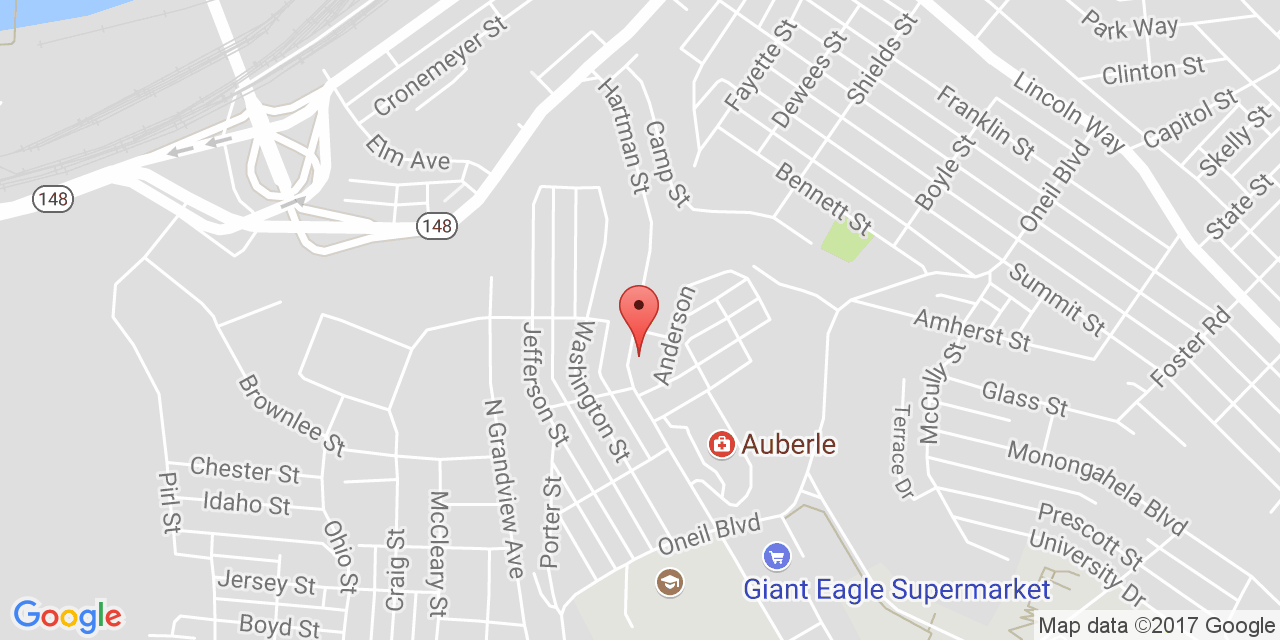 Park Way
Clinton St
Capitol St
Skelly St
State St
Cronemeyer St
Fayette St
Dewees St
Shields St
Lincoln Way
Franklin St
Elm Ave
Hartman St
Camp St
Bennett St
Boyle St
Oneil Blvd
148
148
Summit St
Amherst St
Foster Rd
Anderson
Jefferson St
Washington St
Brownlee St
N Grandview Ave
McCully St
Glass St
Terrace Dr
Auberle
Monongahela Blvd
Chester St
Idaho St
Pirl St
Ohio St
Craig St
McCleary St
Porter St
Oneil Blvd
Prescott St
University Dr
Jersey St
Boyd St
Giant Eagle Supermarket
Google
Map data ©2017 Google